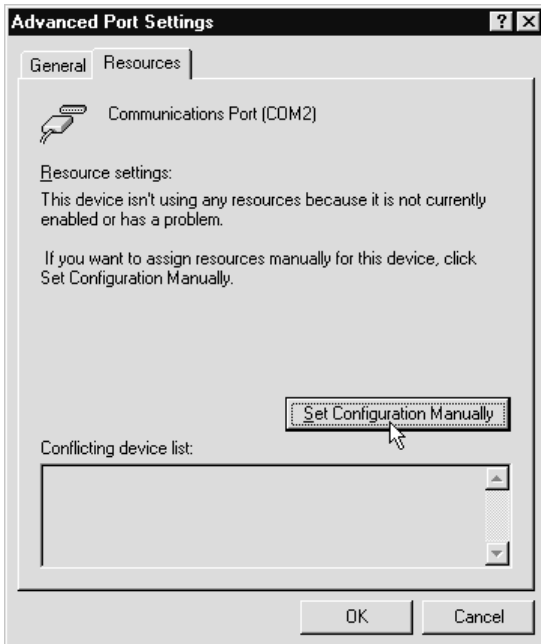 Advanced Port Settings
General Resources
Communications Port (COM2)
Resource settings:
This device isn't using any resources because it is not currently
enabled or has a problem.
If you want to assign resources manually for this device, click
Set Configuration Manually.
Set Configuration Manually
Conflicting device list:
OK Cancel